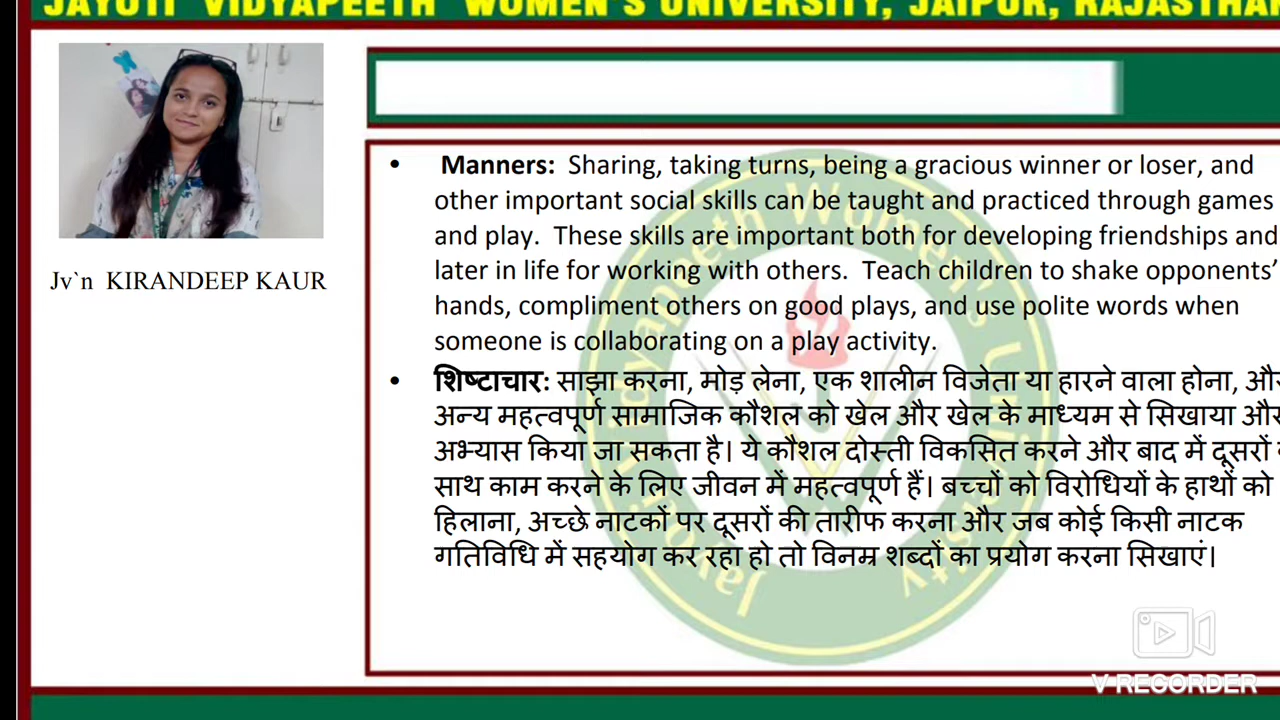 JAYOTI VIDYAPEETH WOMEN'S UNIVERSITY, JAIPUR, RAJASTHAN
Jv`n KIRANDEEP KAUR
• Manners: Sharing, taking turns, being a gracious winner or loser, and
other important social skills can be taught and practiced through games
and play. These skills are important both for developing friendships and
later in life for working with others. Teach children to shake opponents’
hands, compliment others on good plays, and use polite words when
someone is collaborating on a play activity.
• शिष्टाचार: साझा करना, मोड़ लेना, एक शालीन विजेता या हारने वाला होना,
अन्य महत्वपूर्ण सामाजिक कौशल को खेल और खेल के माध्यम से सिखाया
अभ्यास किया जा सकता है। ये कौशल दोस्ती विकसित करने और बाद में दूसरों
साथ काम करने के लिए जीवन में महत्वपूर्ण हैं। बच्चों को विरोधियों के हाथों को
हिलाना, अच्छे नाटकों पर दूसरों की तारीफ करना और जब कोई किसी नाटक
गतिविधि में सहयोग कर रहा हो तो विनम्र शब्दों का प्रयोग करना सिखाएं।
Jayoti Vidyapeeth Women's University
V RECORDER